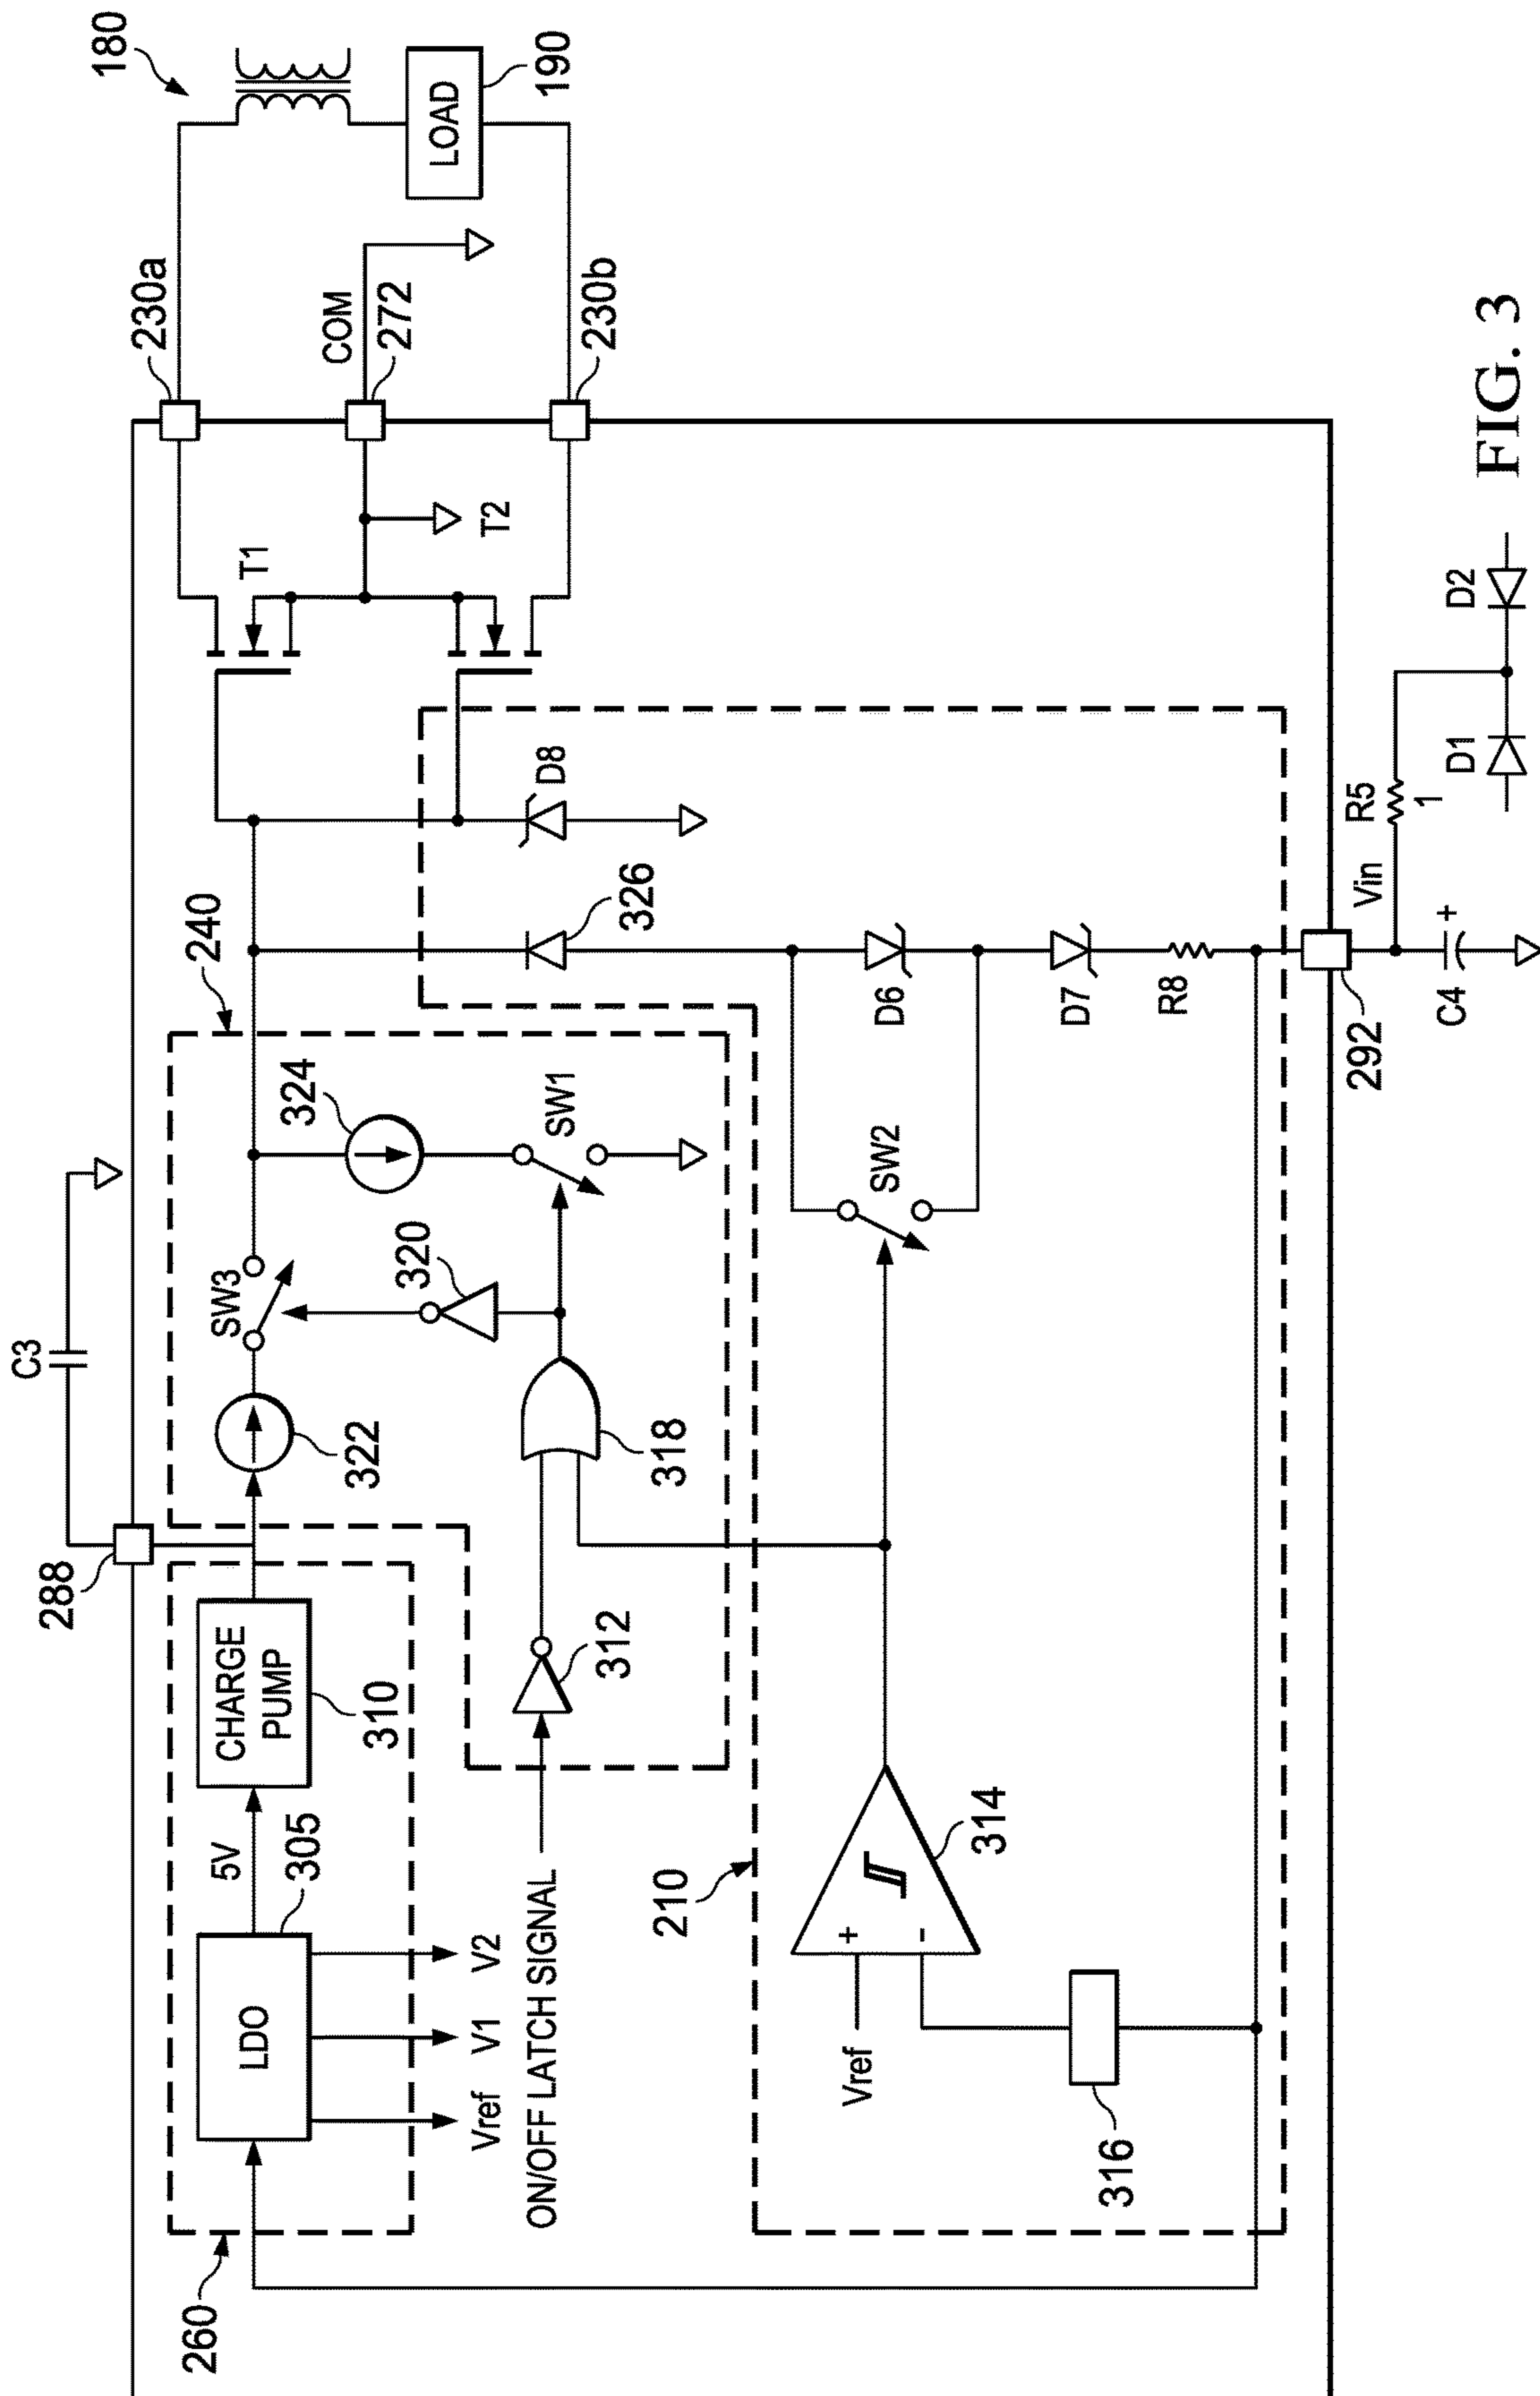 180
LOAD
190
230a
COM
272
230b
T1
T2
D8
326
240
324
SW1
C3
SW3
320
322
318
288
CHARGE
PUMP
310
312
5V
305
LDO
V2
V1
Vref
260
ON/OFF LATCH SIGNAL
210
SW2
D6
D7
R8
314
+
-
Vref
316
292
Vin
C4
+
R5
1
D1
D2
FIG. 3